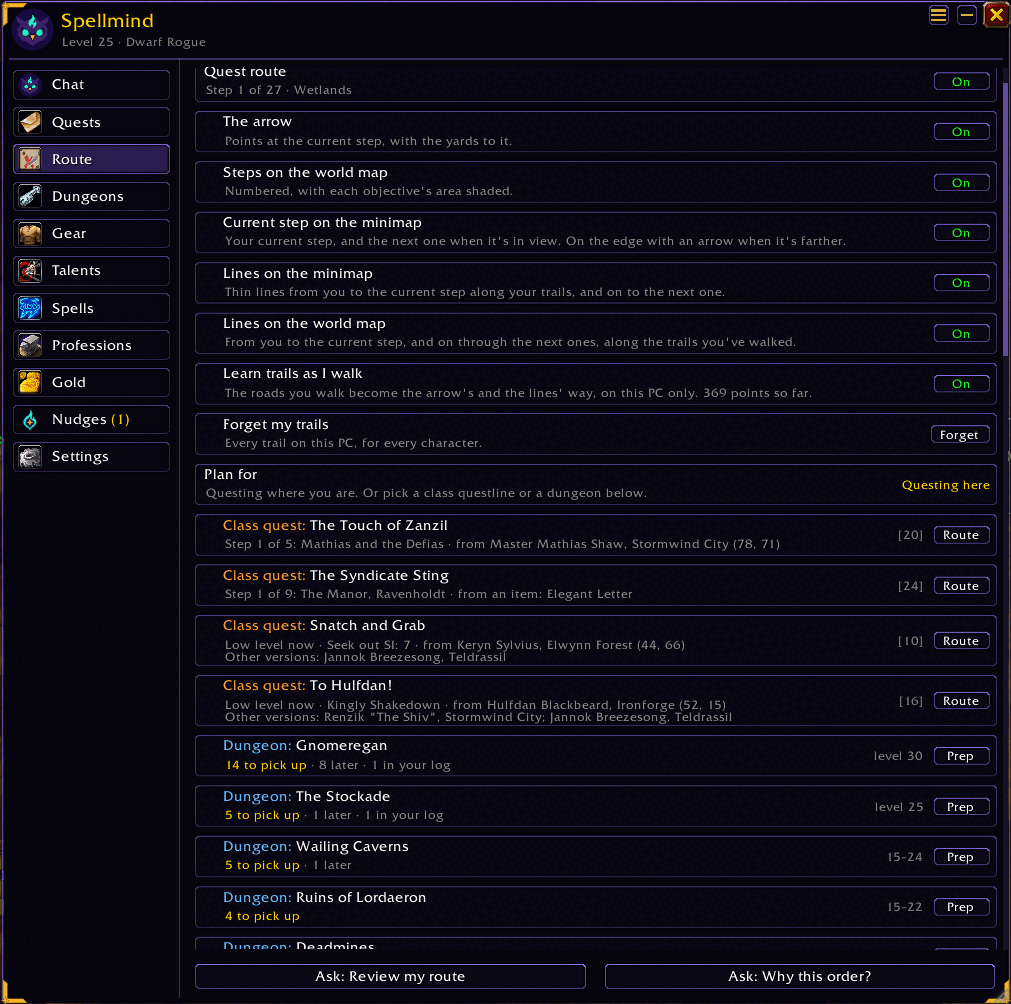 Spellmind
Level 25 · Dwarf Rogue
Chat
Quests
Route
Dungeons
Gear
Talents
Spells
Professions
Gold
Nudges (1)
Settings
Quest route
Step 1 of 27 · Wetlands
On
The arrow
Points at the current step, with the yards to it.
On
Steps on the world map
Numbered, with each objective's area shaded.
On
Current step on the minimap
Your current step, and the next one when it's in view. On the edge with an arrow when it's farther.
On
Lines on the minimap
Thin lines from you to the current step along your trails, and on to the next one.
On
Lines on the world map
From you to the current step, and on through the next ones, along the trails you've walked.
On
Learn trails as I walk
The roads you walk become the arrow's and the lines' way, on this PC only. 369 points so far.
On
Forget my trails
Every trail on this PC, for every character.
Forget
Plan for
Questing where you are. Or pick a class questline or a dungeon below.
Questing here
Class quest: The Touch of Zanzil
Step 1 of 5: Mathias and the Defias · from Master Mathias Shaw, Stormwind City (78, 71)
[20] Route
Class quest: The Syndicate Sting
Step 1 of 9: The Manor, Ravenholdt · from an item: Elegant Letter
[24] Route
Class quest: Snatch and Grab
Low level now · Seek out SI: 7 · from Keryn Sylvius, Elwynn Forest (44, 66)
Other versions: Jannok Breezesong, Teldrassil
[10] Route
Class quest: To Hulfdan!
Low level now · Kingly Shakedown · from Hulfdan Blackbeard, Ironforge (52, 15)
Other versions: Renzik "The Shiv", Stormwind City; Jannok Breezesong, Teldrassil
[16] Route
Dungeon: Gnomeregan
14 to pick up · 8 later · 1 in your log
level 30 Prep
Dungeon: The Stockade
5 to pick up · 1 later · 1 in your log
level 25 Prep
Dungeon: Wailing Caverns
5 to pick up · 1 later
15-24 Prep
Dungeon: Ruins of Lordaeron
4 to pick up
15-22 Prep
Dungeon: Deadmines
Ask: Review my route
Ask: Why this order?